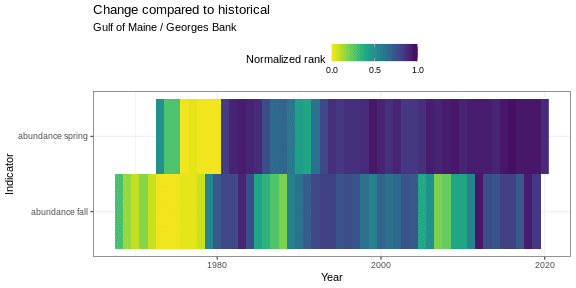 Change compared to historical
Gulf of Maine / Georges Bank
Normalized rank
0.0 0.5 1.0
abundance spring
abundance fall
Indicator
1980 2000 2020
Year